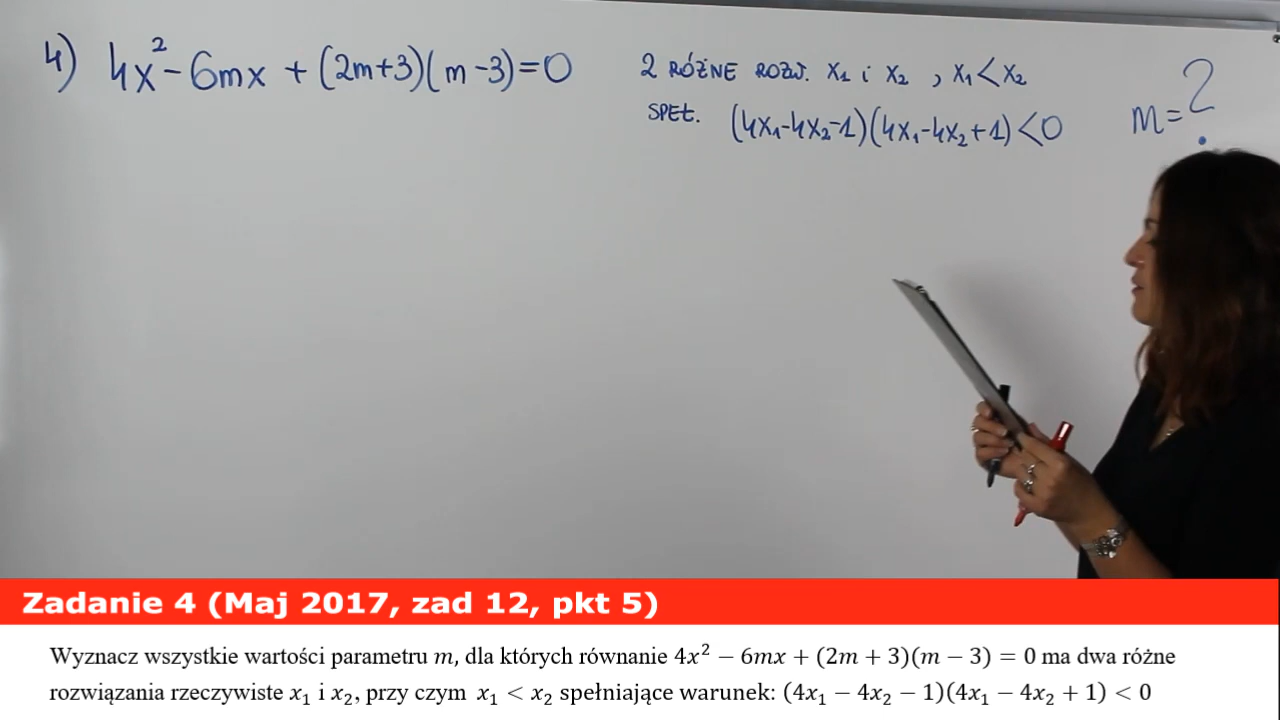 4) 4x² - 6mx + (2m+3)(m-3)=0
2 RÓŻNE ROZW. x₁ i x₂ , x₁<x₂
SPEŁ. (4x₁-4x₂-1)(4x₁-4x₂+1)<0
m=?
Zadanie 4 (Maj 2017, zad 12, pkt 5)
Wyznacz wszystkie wartości parametru m, dla których równanie 4x² − 6mx + (2m + 3)(m − 3) = 0 ma dwa różne
rozwiązania rzeczywiste x₁ i x₂, przy czym x₁ < x₂ spełniające warunek: (4x₁ − 4x₂ − 1)(4x₁ − 4x₂ + 1) < 0